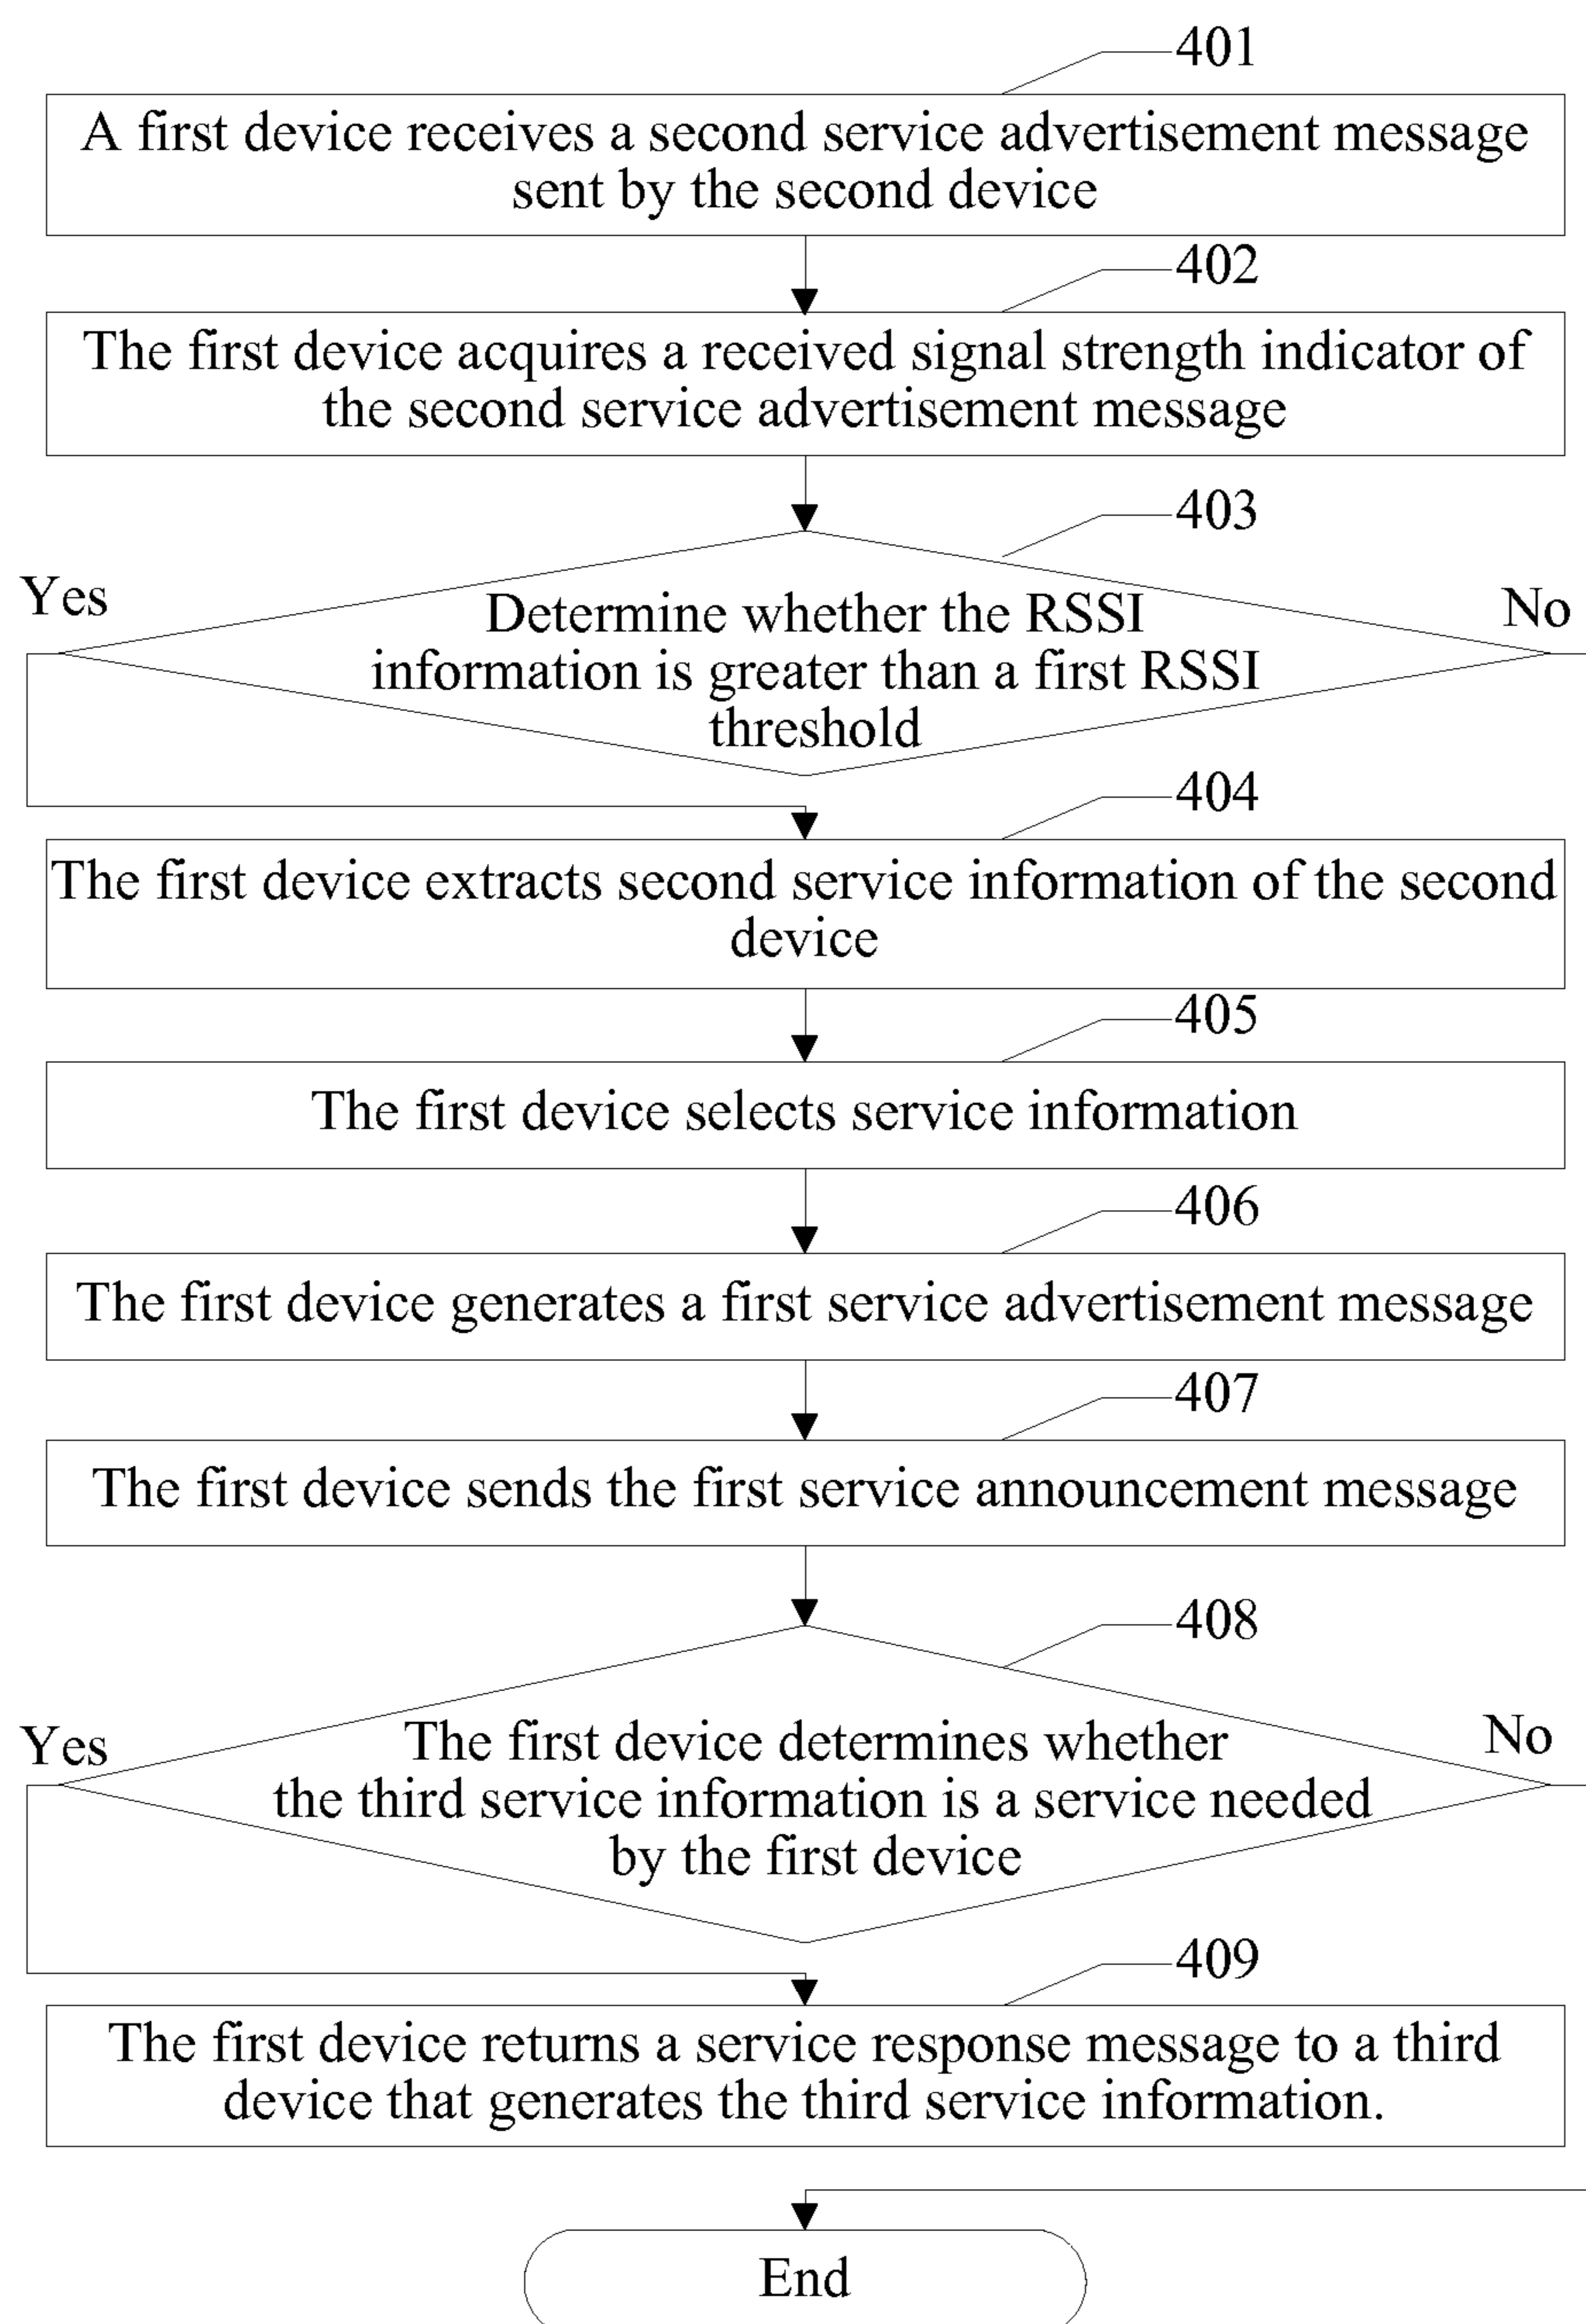 401
A first device receives a second service advertisement message
sent by the second device
402
The first device acquires a received signal strength indicator of
the second service advertisement message
403
Yes
No
Determine whether the RSSI
information is greater than a first RSSI
threshold
404
The first device extracts second service information of the second
device
405
The first device selects service information
406
The first device generates a first service advertisement message
407
The first device sends the first service announcement message
408
Yes
No
The first device determines whether
the third service information is a service needed
by the first device
409
The first device returns a service response message to a third
device that generates the third service information.
End